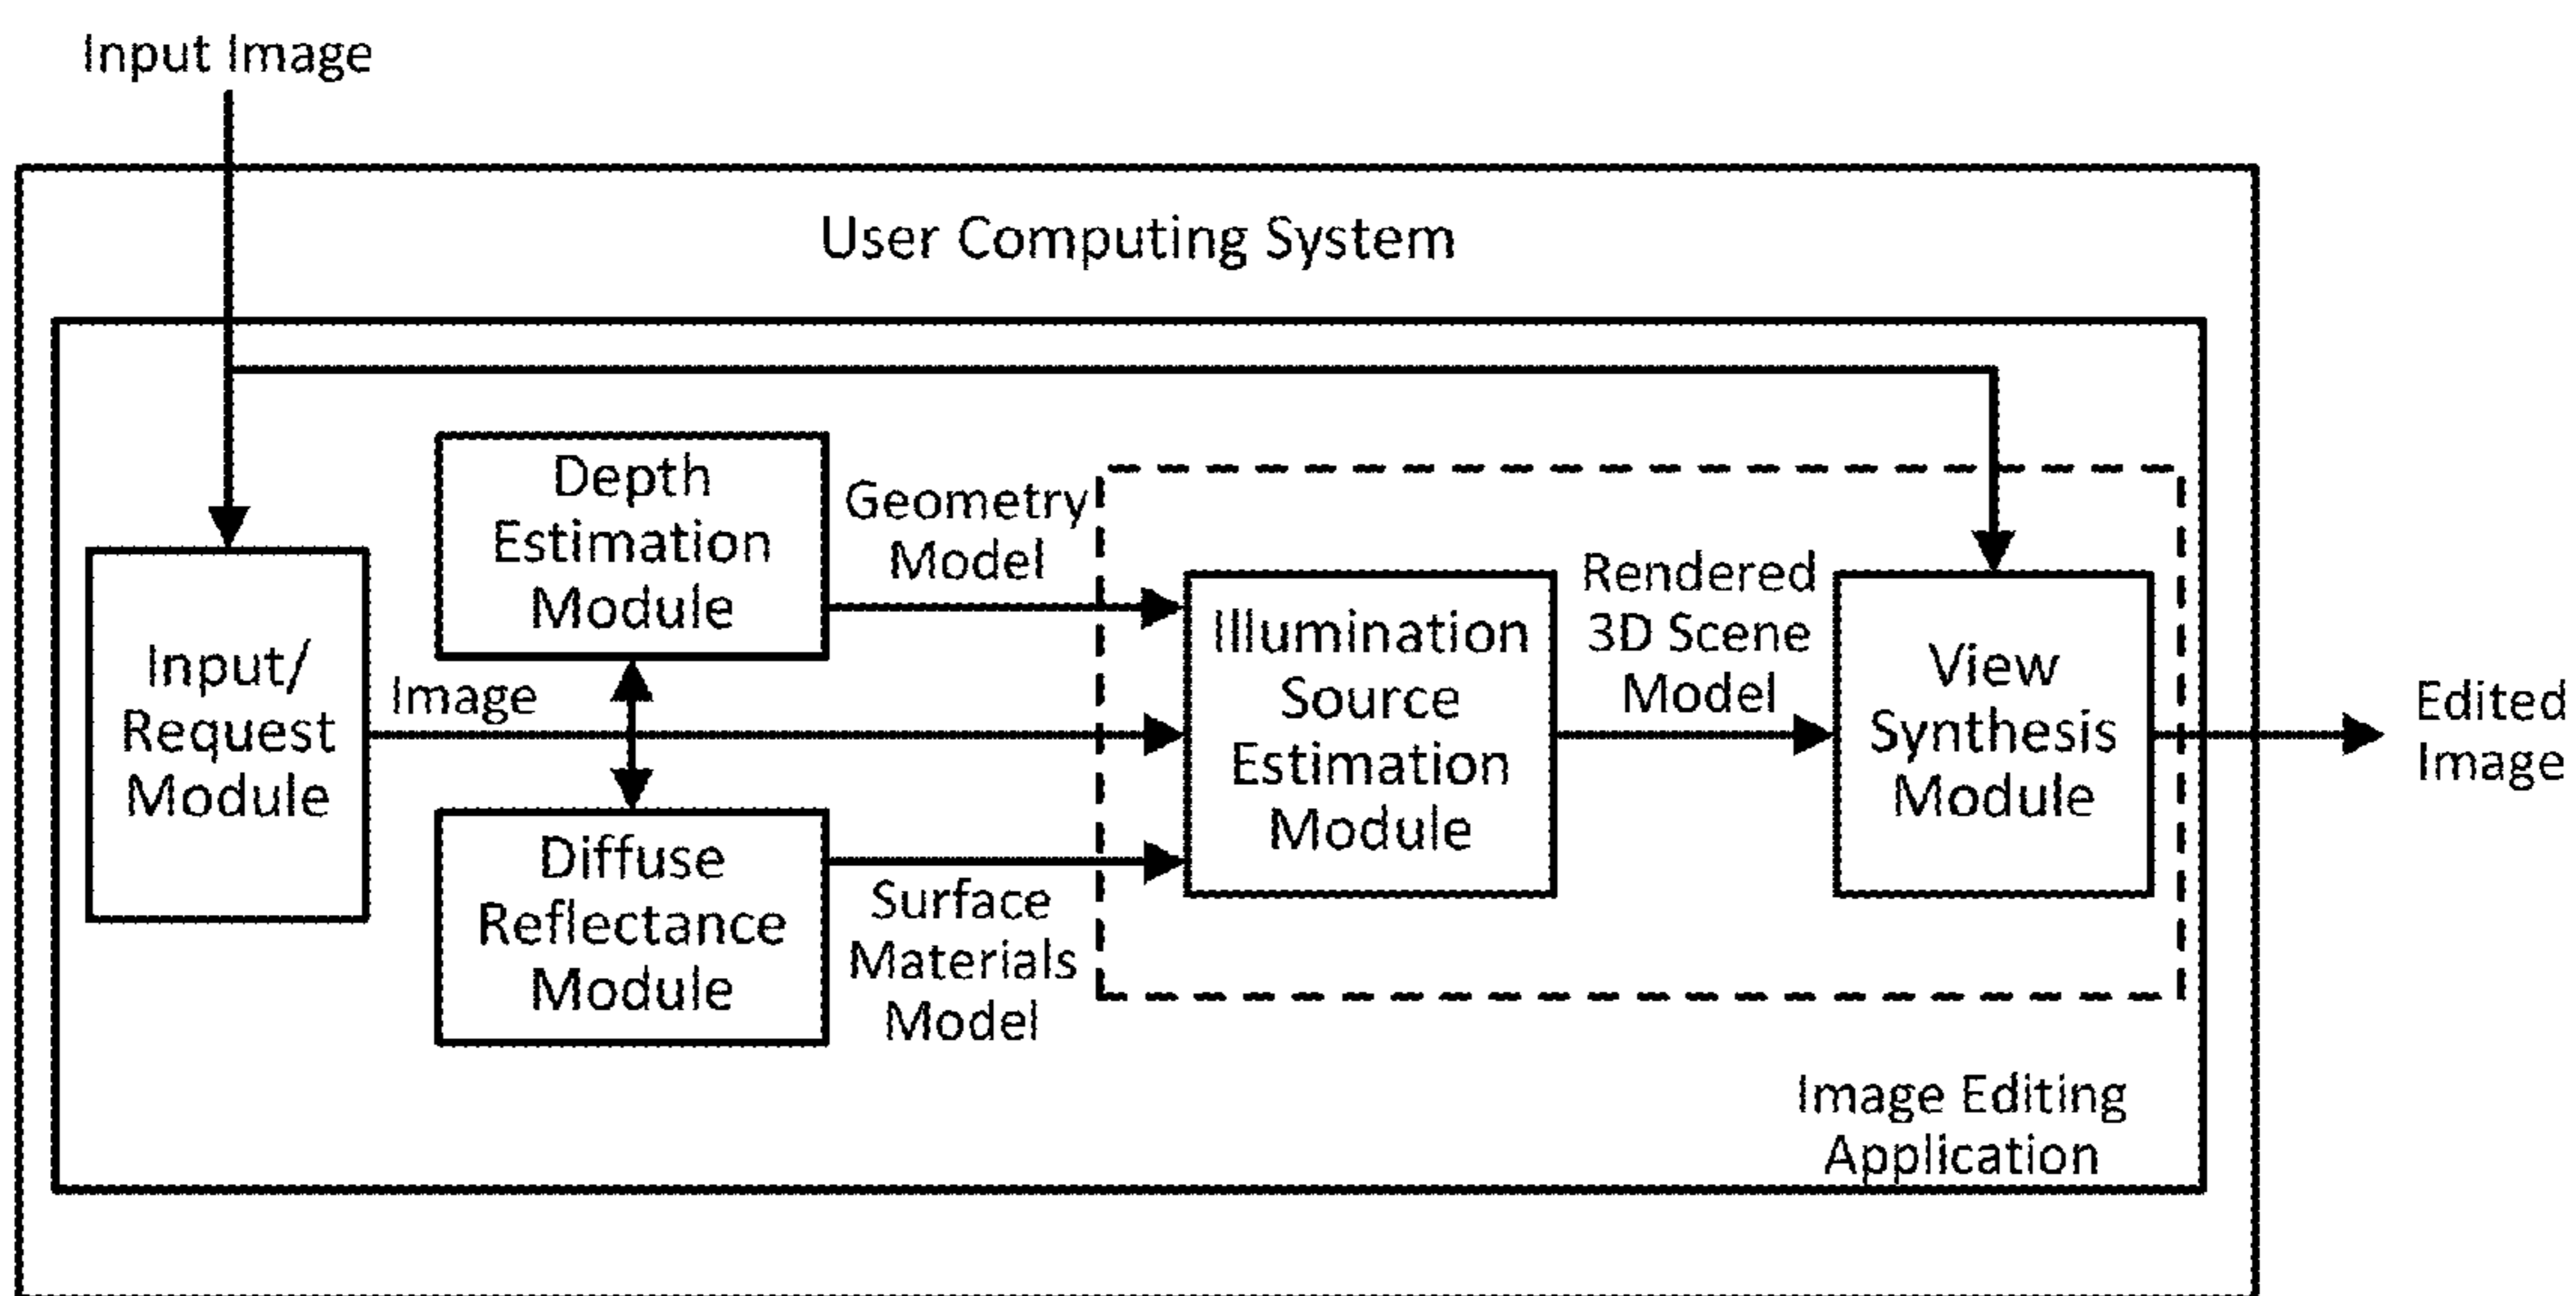 Input Image
User Computing System
Depth
Estimation
Module
Geometry
Model
Input/
Request
Module
Image
Diffuse
Reflectance
Module
Surface
Materials
Model
Illumination
Source
Estimation
Module
Rendered
3D Scene
Model
View
Synthesis
Module
Edited
Image
Image Editing
Application